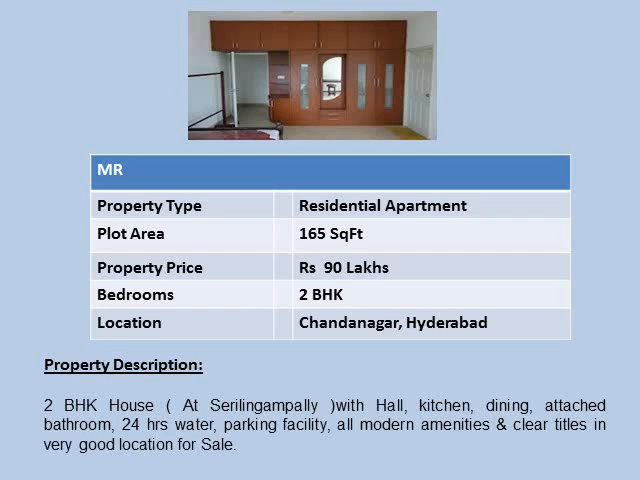 MR
Property Type Residential Apartment
Plot Area 165 SqFt
Property Price Rs 90 Lakhs
Bedrooms 2 BHK
Location Chandanagar, Hyderabad
Property Description:
2 BHK House ( At Serilingampally )with Hall, kitchen, dining, attached
bathroom, 24 hrs water, parking facility, all modern amenities & clear titles in
very good location for Sale.